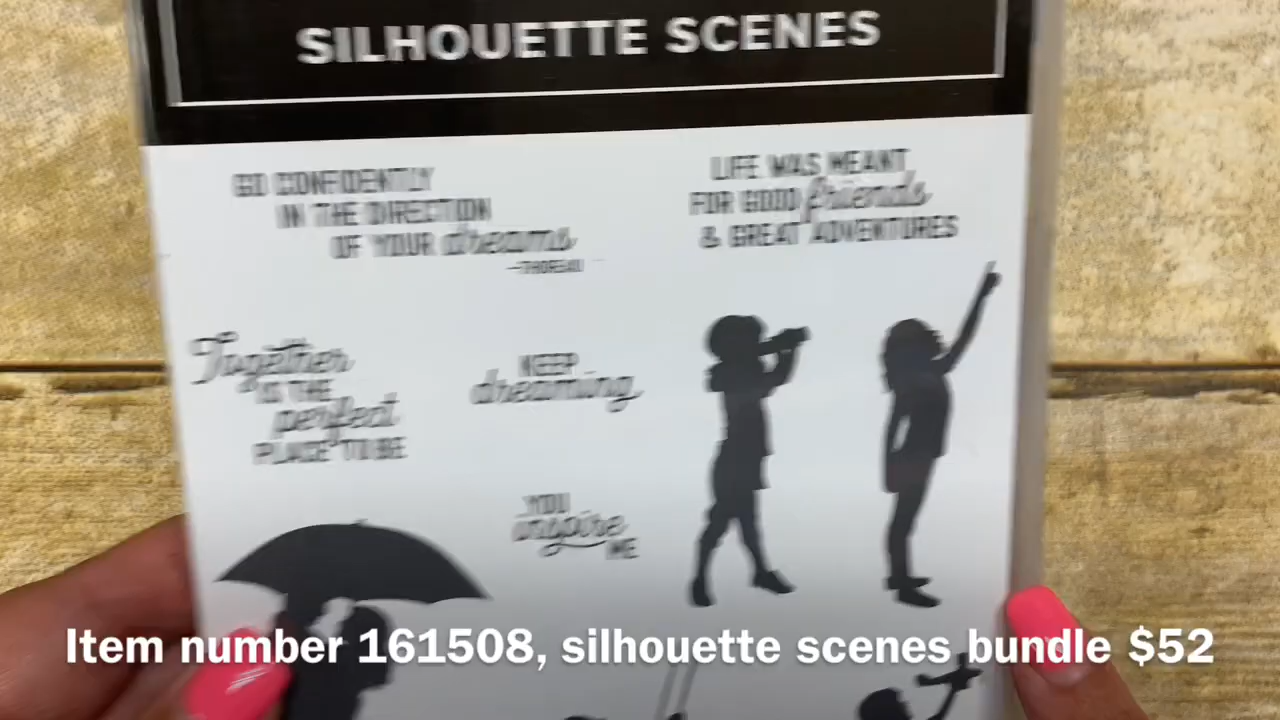 SILHOUETTE SCENES
GO CONFIDENTLY
IN THE DIRECTION
OF YOUR dreams
–THOREAU
LIFE WAS MEANT
FOR GOOD friends
& GREAT ADVENTURES
Together
IS THE
perfect
PLACE TO BE
KEEP
dreaming
YOU
inspire
ME
Item number 161508, silhouette scenes bundle $52